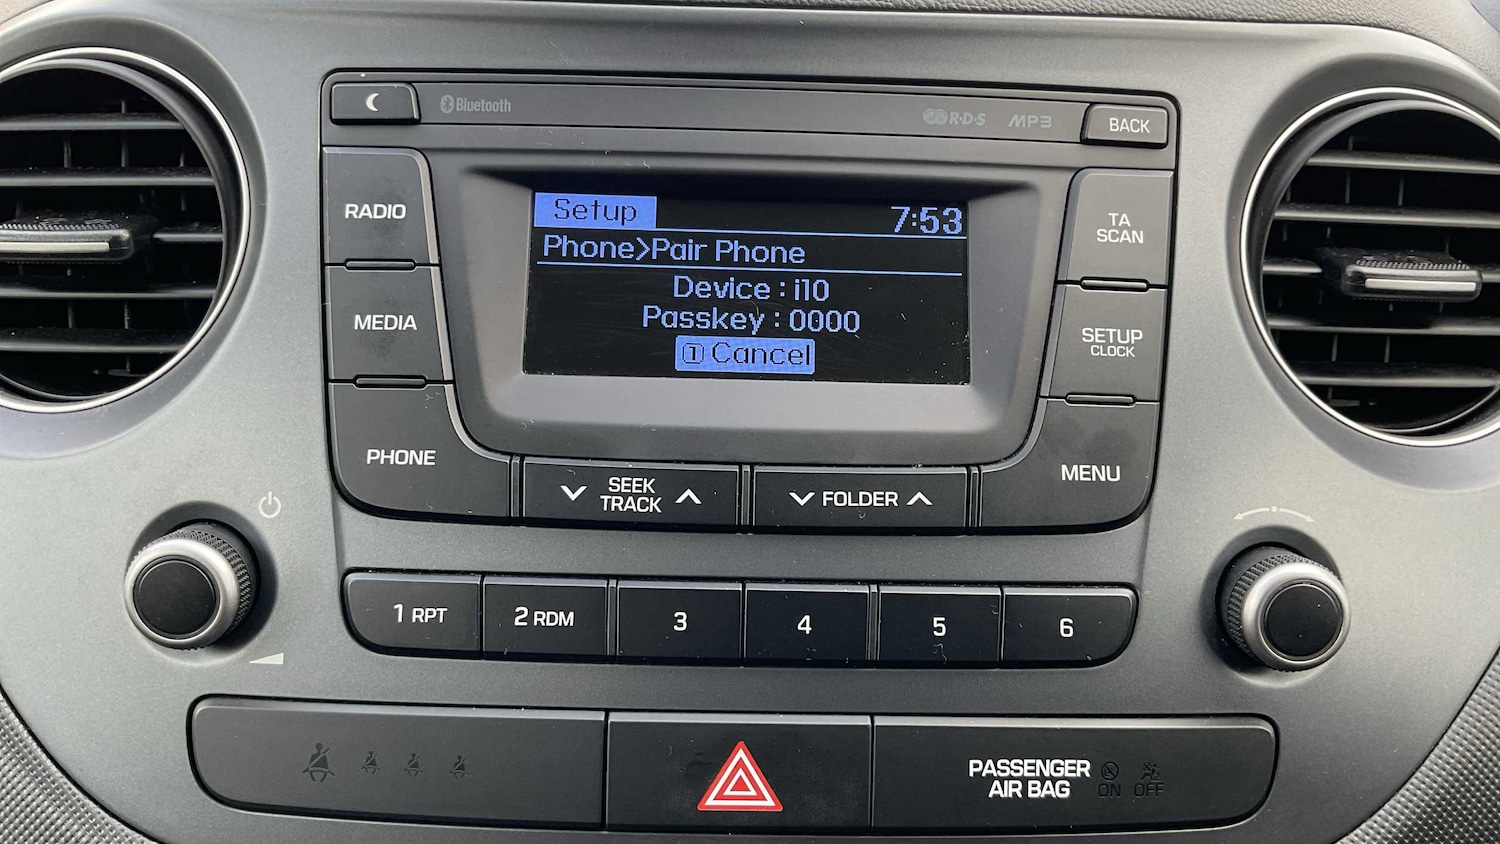 Bluetooth
R·D·S
MP3
BACK
RADIO
Setup
7:53
TA
SCAN
Phone>Pair Phone
Device : i10
MEDIA
Passkey : 0000
SETUP
CLOCK
1 Cancel
PHONE
SEEK
TRACK
FOLDER
MENU
1 RPT
2 RDM
3
4
5
6
PASSENGER
AIR BAG
ON
OFF